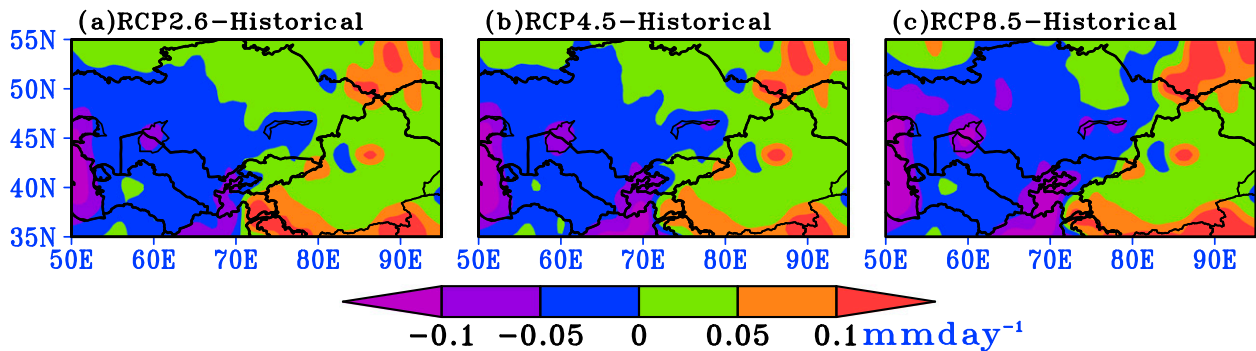 (a)RCP2.6−Historical (b)RCP4.5−Historical (c)RCP8.5−Historical
55N
50N
45N
40N
35N
50E 60E 70E 80E 90E 50E 60E 70E 80E 90E 50E 60E 70E 80E 90E
−0.1 −0.05 0 0.05 0.1 mmday⁻¹